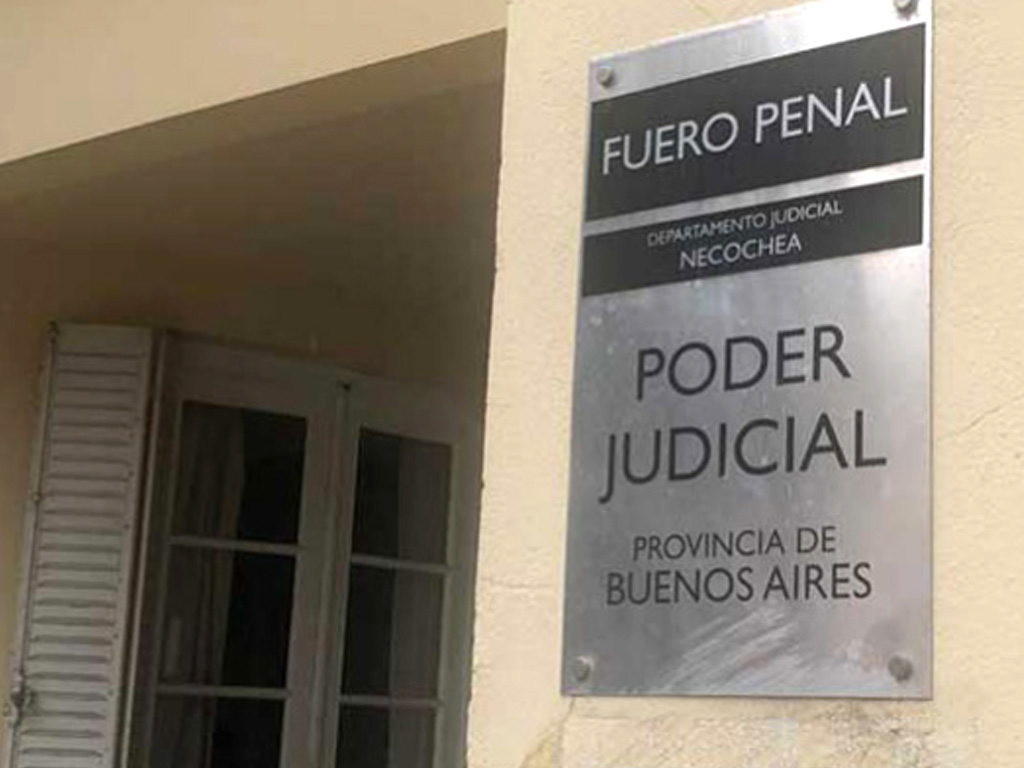 FUERO PENAL
DEPARTAMENTO JUDICIAL
NECOCHEA
PODER
JUDICIAL
PROVINCIA DE
BUENOS AIRES